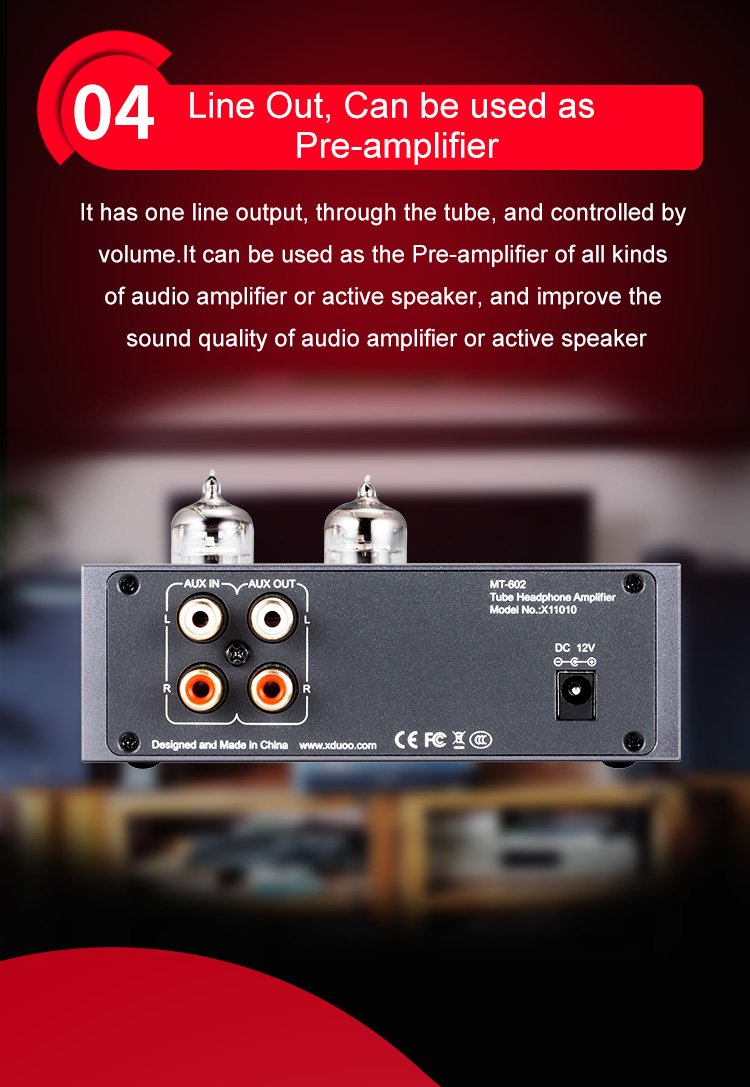 04
Line Out, Can be used as
Pre-amplifier
It has one line output, through the tube, and controlled by
volume.It can be used as the Pre-amplifier of all kinds
of audio amplifier or active speaker, and improve the
sound quality of audio amplifier or active speaker
AUX IN AUX OUT
L L
R R
MT-602
Tube Headphone Amplifier
Model No.:X11010
DC 12V
Designed and Made in China www.xduoo.com
CE FC CCC